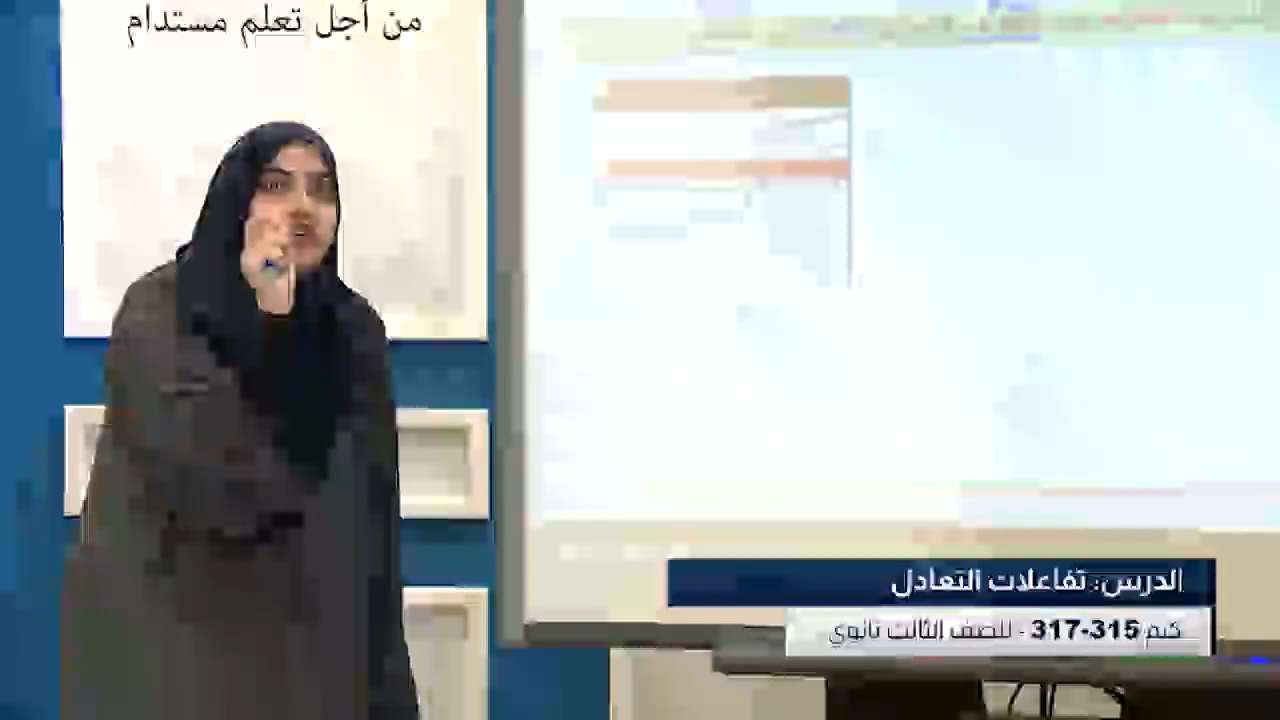 من أجل تعلم مستدام
الدرس: تفاعلات التعادل
كيم 315-317 - للصف الثالث ثانوي